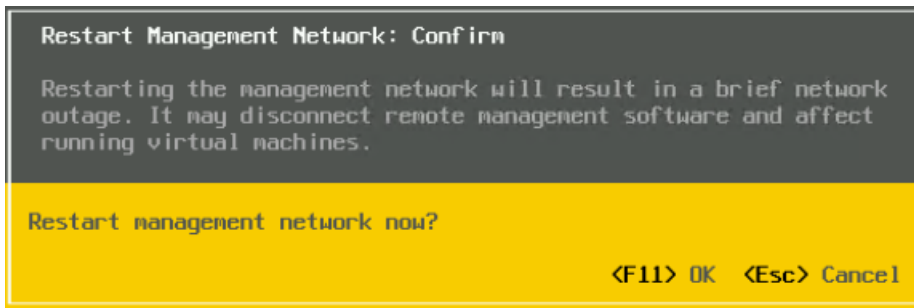 Restart Management Network: Confirm
Restarting the management network will result in a brief network
outage. It may disconnect remote management software and affect
running virtual machines.
Restart management network now?
<F11> OK <Esc> Cancel